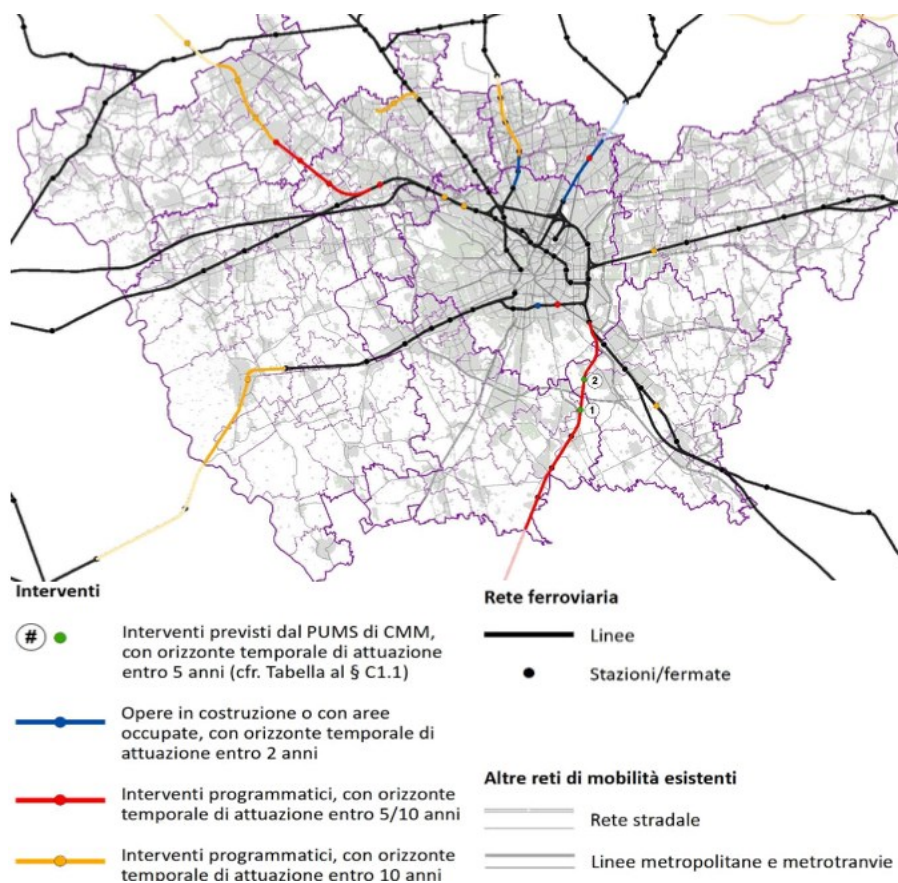 2
1
Interventi
#
Interventi previsti dal PUMS di CMM,
con orizzonte temporale di attuazione
entro 5 anni (cfr. Tabella al § C1.1)
Opere in costruzione o con aree
occupate, con orizzonte temporale di
attuazione entro 2 anni
Interventi programmatici, con orizzonte
temporale di attuazione entro 5/10 anni
Interventi programmatici, con orizzonte
temporale di attuazione entro 10 anni
Rete ferroviaria
Linee
Stazioni/fermate
Altre reti di mobilità esistenti
Rete stradale
Linee metropolitane e metrotranvie